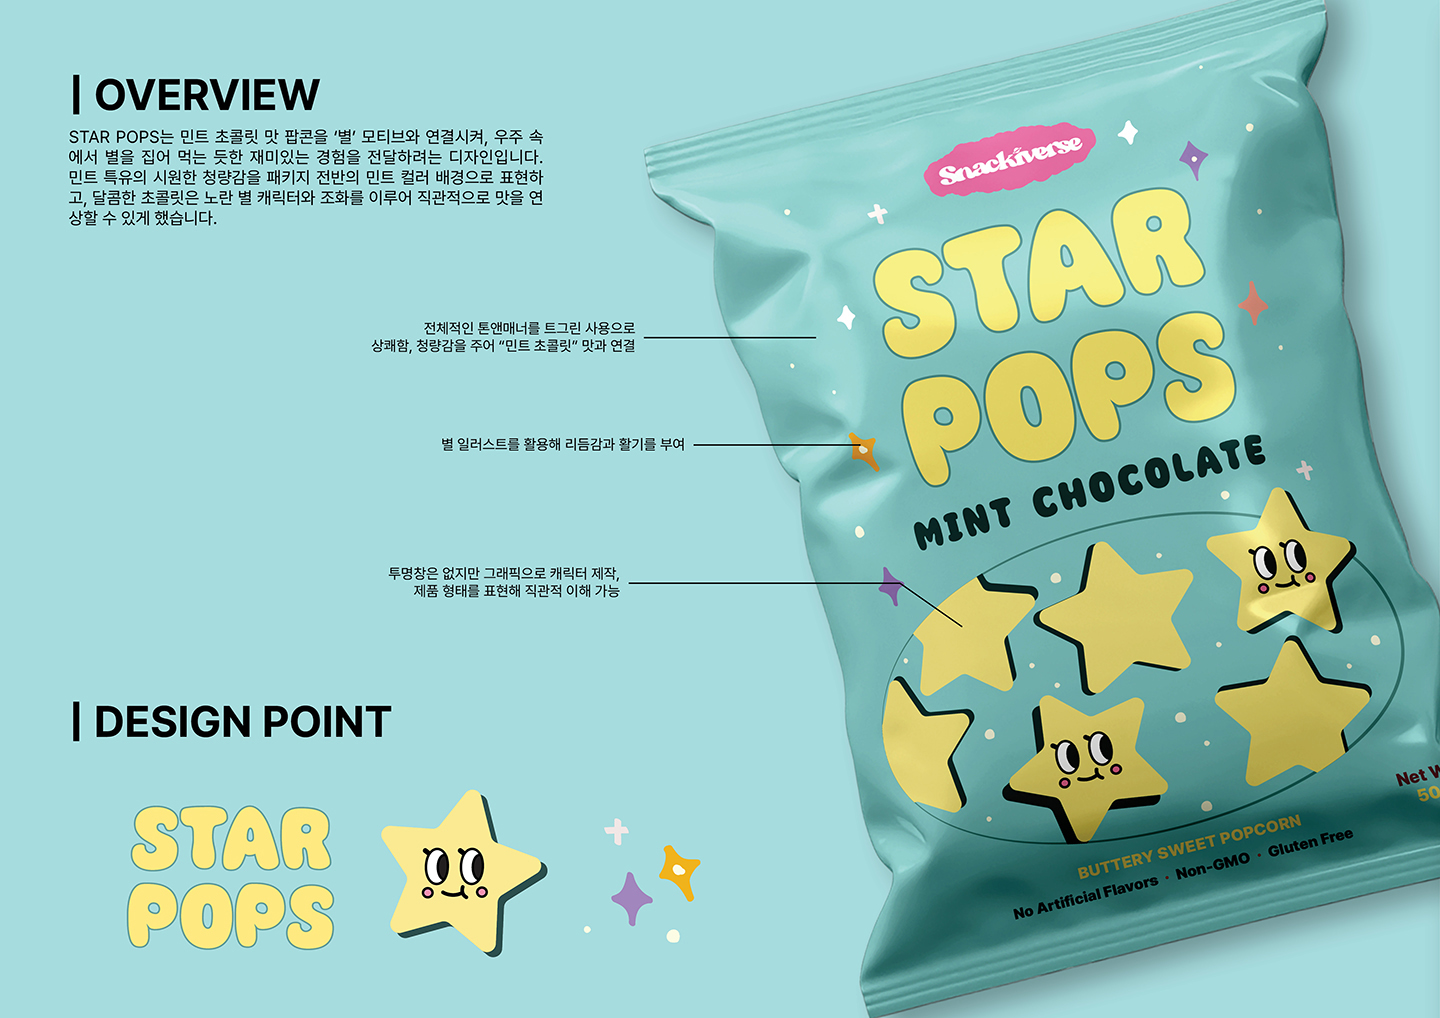 OVERVIEW
STAR POPS는 민트 초콜릿 맛 팝콘을 '별' 모티브와 연결시켜, 우주 속
에서 별을 집어 먹는 듯한 재미있는 경험을 전달하려는 디자인입니다.
민트 특유의 시원한 청량감을 패키지 전반의 민트 컬러 배경으로 표현하
고, 달콤한 초콜릿은 노란 별 캐릭터와 조화를 이루어 직관적으로 맛을 연
상할 수 있게 했습니다.
전체적인 톤앤매너를 트그린 사용으로
상쾌함, 청량감을 주어 “민트 초콜릿” 맛과 연결
별 일러스트를 활용해 리듬감과 활기를 부여
투명창은 없지만 그래픽으로 캐릭터 제작,
제품 형태를 표현해 직관적 이해 가능
DESIGN POINT
STAR
POPS
Snackiverse
STAR
POPS
MINT CHOCOLATE
Net W
50
BUTTERY SWEET POPCORN
No Artificial Flavors · Non-GMO · Gluten Free